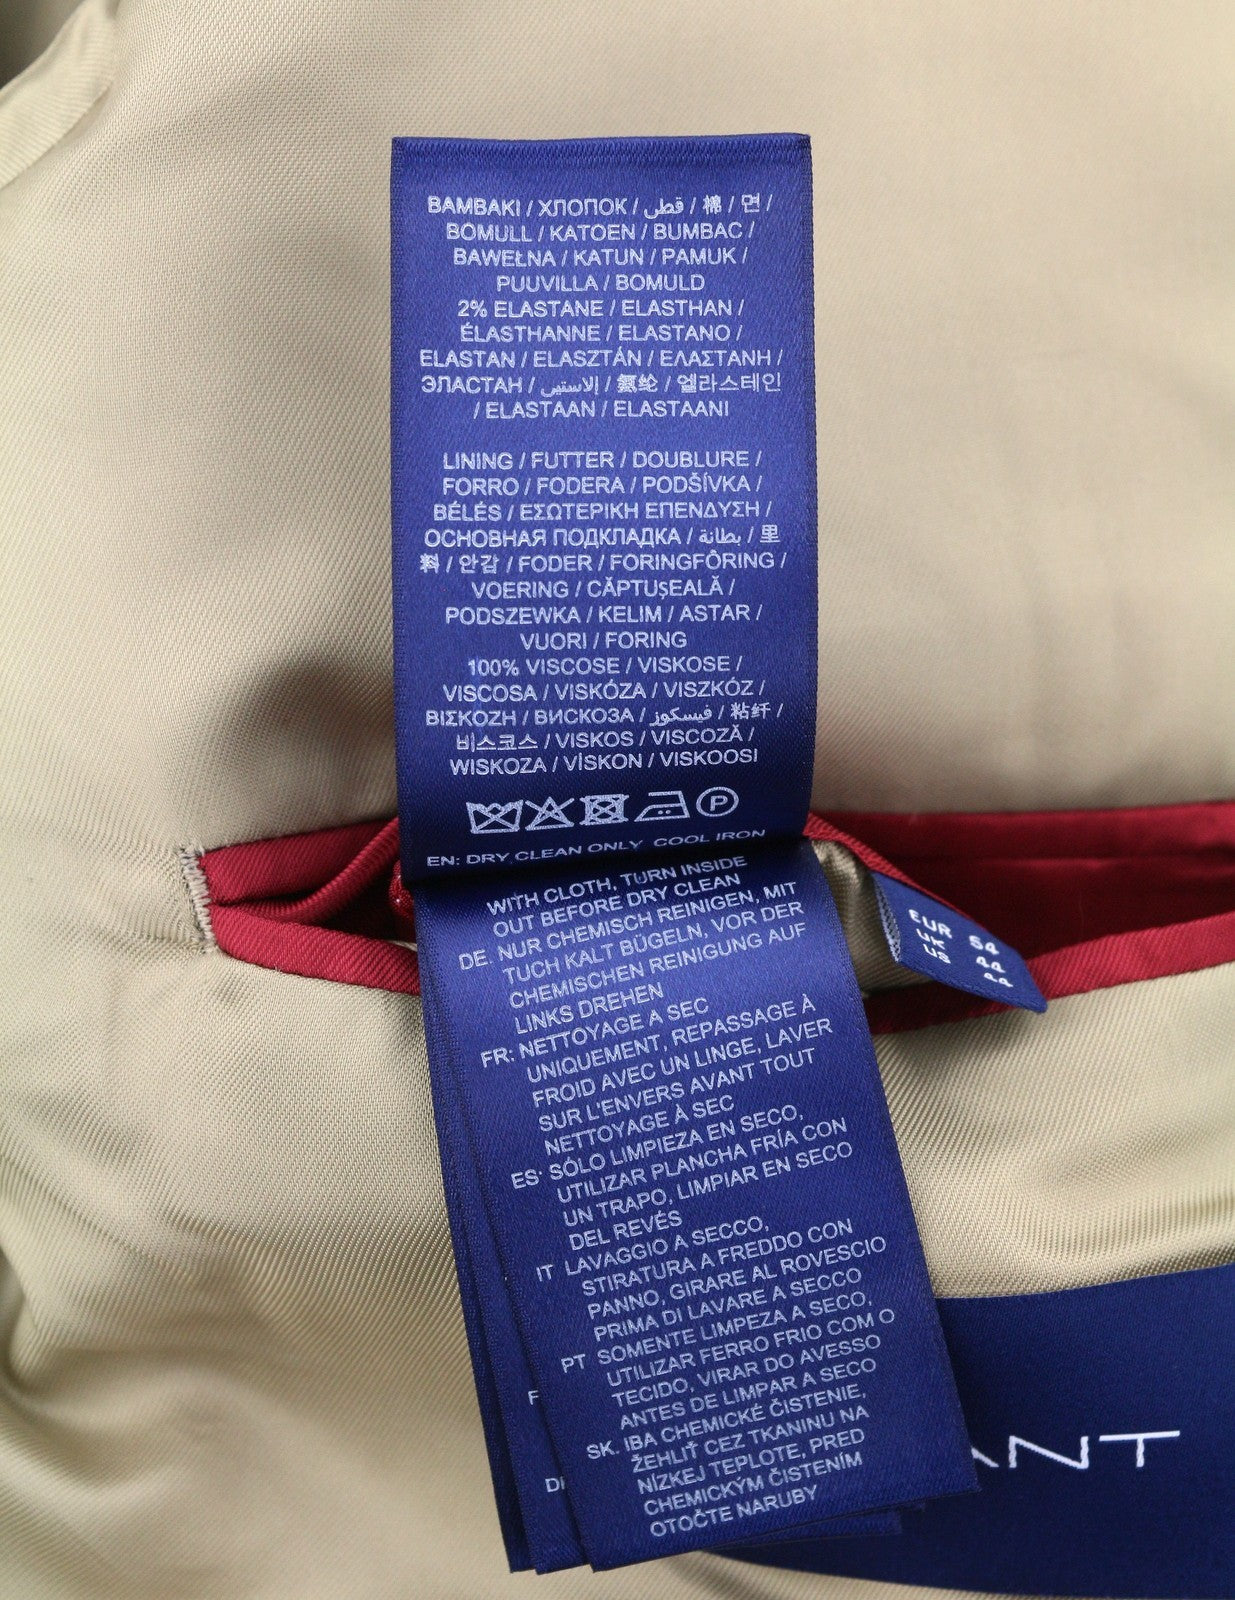 BAMBAKI / ХЛОПОК / قطن / 棉 / 면 /
BOMULL / KATOEN / BUMBAC /
BAWEŁNA / KATUN / PAMUK /
PUUVILLA / BOMULD
2% ELASTANE / ELASTHAN /
ÉLASTHANNE / ELASTANO /
ELASTAN / ELASZTÁN / ΕΛΑΣΤΑΝΗ /
ЭЛАСТАН / إلاستين / 氨纶 / 엘라스테인
/ ELASTAAN / ELASTAANI
LINING / FUTTER / DOUBLURE /
FORRO / FODERA / PODŠÍVKA /
BÉLÉS / ΕΣΩΤΕΡΙΚΗ ΕΠΕΝΔΥΣΗ /
ОСНОВНАЯ ПОДКЛАДКА / بطانة / 里
料 / 안감 / FODER / FORINGFÔRING /
VOERING / CĂPTUȘEALĂ /
PODSZEWKA / KELIM / ASTAR /
VUORI / FORING
100% VISCOSE / VISKOSE /
VISCOSA / VISKÓZA / VISZKÓZ /
ΒΙΣΚΟΖΗ / ВИСКОЗА / فيسكوز / 粘纤 /
비스코스 / VISKOS / VISCOZĂ /
WISKOZA / VÍSKON / VISKOOSI
P
EN: DRY CLEAN ONLY COOL IRON
WITH CLOTH, TURN INSIDE
OUT BEFORE DRY CLEAN
DE. NUR CHEMISCH REINIGEN, MIT
TUCH KALT BÜGELN, VOR DER
CHEMISCHEN REINIGUNG AUF
LINKS DREHEN
FR: NETTOYAGE A SEC
UNIQUEMENT, REPASSAGE À
FROID AVEC UN LINGE, LAVER
SUR L'ENVERS AVANT TOUT
NETTOYAGE À SEC
ES· SÓLO LIMPIEZA EN SECO,
UTILIZAR PLANCHA FRÍA CON
UN TRAPO, LIMPIAR EN SECO
DEL REVÉS
IT LAVAGGIO A SECCO,
STIRATURA A FREDDO CON
PANNO, GIRARE AL ROVESCIO
PRIMA DI LAVARE A SECCO
PT SOMENTE LIMPEZA A SECO,
UTILIZAR FERRO FRIO COM O
TECIDO, VIRAR DO AVESSO
ANTES DE LIMPAR A SECO
SK. IBA CHEMICKÉ ČISTENIE,
ŽEHLIŤ CEZ TKANINU NA
NÍZKEJ TEPLOTE, PRED
CHEMICKÝM ČISTENÍM
OTOČTE NARUBY
EUR 54
UK 44
US 44
ANT